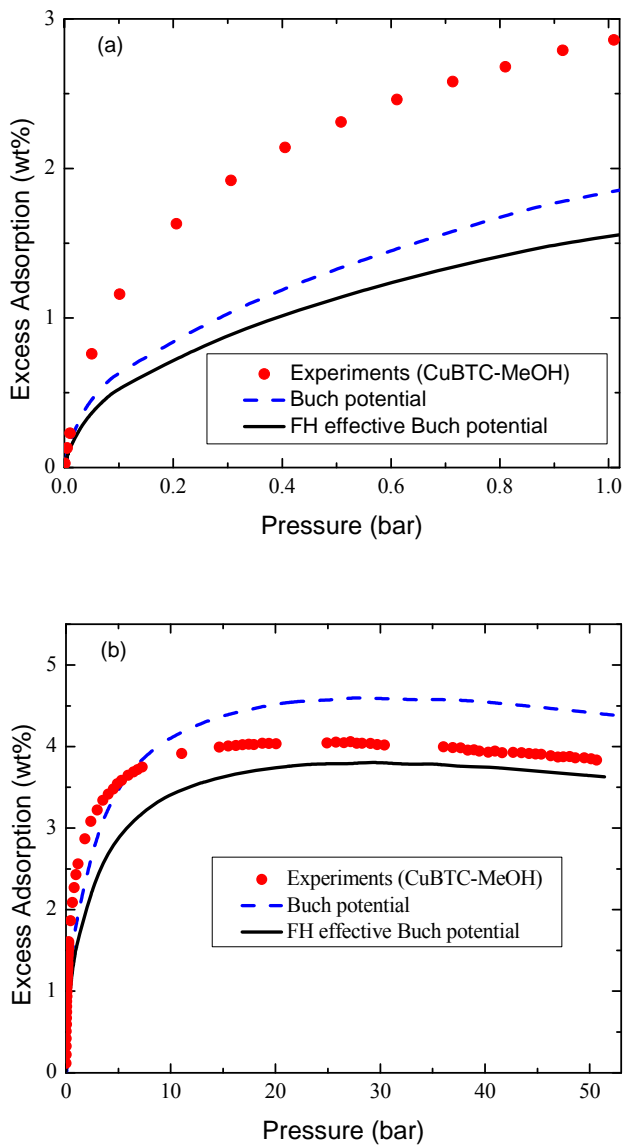 (a)
3
2
1
0
Excess Adsorption (wt%)
Experiments (CuBTC-MeOH)
Buch potential
FH effective Buch potential
0.0 0.2 0.4 0.6 0.8 1.0
Pressure (bar)
(b)
5
4
3
2
1
0
Excess Adsorption (wt%)
Experiments (CuBTC-MeOH)
Buch potential
FH effective Buch potential
0 10 20 30 40 50
Pressure (bar)